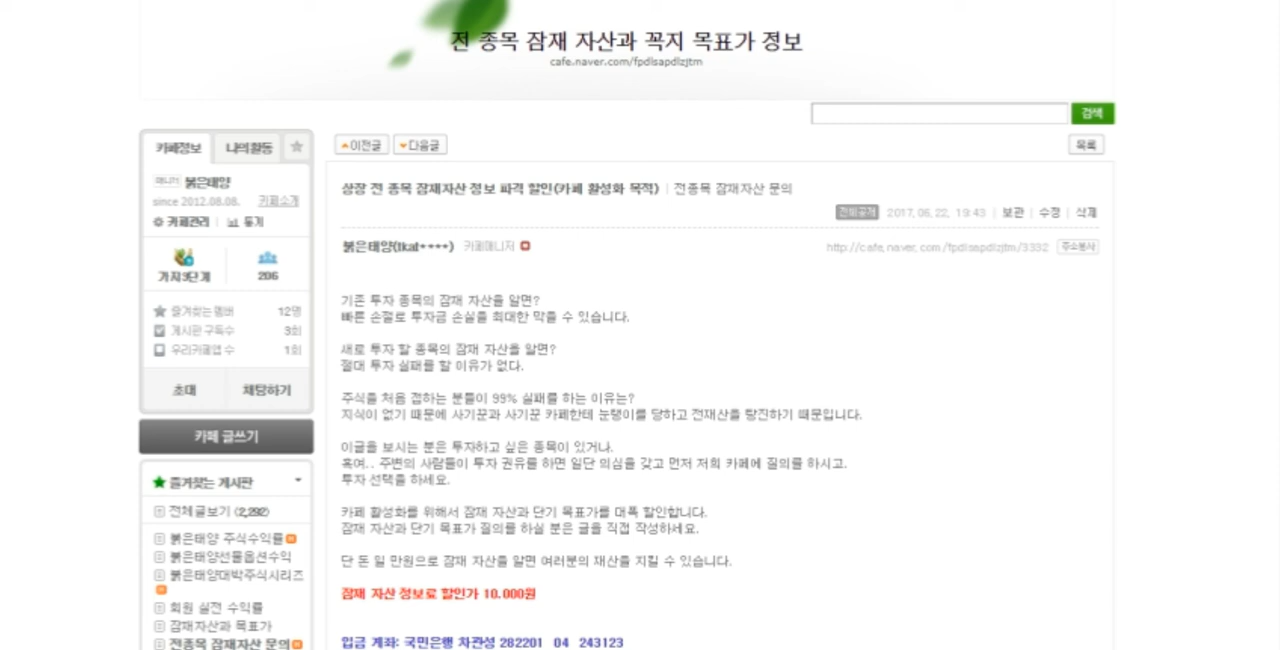 전 종목 잠재 자산과 꼭지 목표가 정보
cafe.naver.com/fpdlsapdlzjtm
검색
카페정보 나의활동
이전글 다음글 목록
매니저 붉은태양
since 2012.08.08. 카페소개
카페관리 통계
가지3단계 206
즐겨찾는 멤버 12명
게시판 구독수 3회
우리카페앱 수 1회
초대 채팅하기
카페 글쓰기
즐겨찾는 게시판
전체글보기 (2,292)
붉은태양 주식수익률
붉은태양선물옵션수익
붉은태양대박주식시리즈
회원 실전 수익률
잠재자산과 목표가
전종목 잠재자산 문의
상장 전 종목 잠재자산 정보 파격 할인(카페 활성화 목적) | 전종목 잠재자산 문의
전체공개 2017.06.22. 19:43 | 보관 | 수정 | 삭제
붉은태양(tkat****) 카페매니저
http://cafe.naver.com/fpdlsapdlzjtm/3332 주소복사
기존 투자 종목의 잠재 자산을 알면?
빠른 손절로 투자금 손실을 최대한 막을 수 있습니다.
새로 투자 할 종목의 잠재 자산을 알면?
절대 투자 실패를 할 이유가 없다.
주식을 처음 접하는 분들이 99% 실패를 하는 이유는?
지식이 없기 때문에 사기꾼과 사기꾼 카페한테 눈탱이를 당하고 전재산을 탕진하기 때문입니다.
이글을 보시는 분은 투자하고 싶은 종목이 있거나.
혹여.. 주변의 사람들이 투자 권유를 하면 일단 의심을 갖고 먼저 저희 카페에 질의를 하시고.
투자 선택을 하세요.
카페 활성화를 위해서 잠재 자산과 단기 목표가를 대폭 할인합니다.
잠재 자산과 단기 목표가 질의를 하실 분은 글을 직접 작성하세요.
단 돈 일 만원으로 잠재 자산을 알면 여러분의 재산을 지킬 수 있습니다.
잠재 자산 정보료 할인가 10.000원
입금 계좌: 국민은행 차관성 282201 04 243123